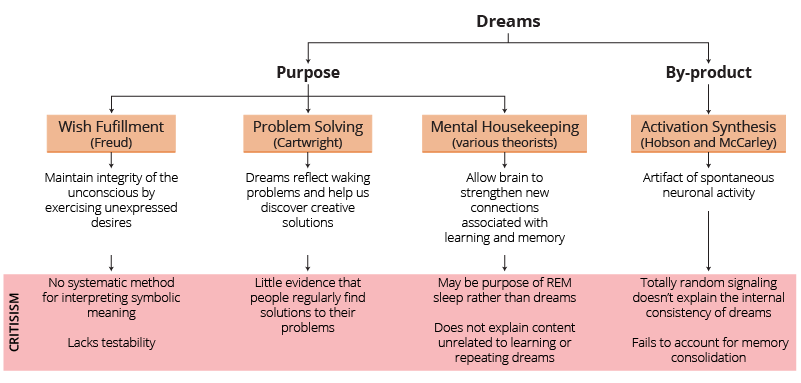 Dreams
Purpose
By-product
Wish Fufillment
(Freud)
Problem Solving
(Cartwright)
Mental Housekeeping
(various theorists)
Activation Synthesis
(Hobson and McCarley)
Maintain integrity of the
unconscious by
exercising unexpressed
desires
Dreams reflect waking
problems and help us
discover creative
solutions
Allow brain to
strengthen new
connections
associated with
learning and memory
Artifact of spontaneous
neuronal activity
CRITISISM
No systematic method
for interpreting symbolic
meaning
Lacks testability
Little evidence that
people regularly find
solutions to their
problems
May be purpose of REM
sleep rather than dreams
Does not explain content
unrelated to learning or
repeating dreams
Totally random signaling
doesn't explain the internal
consistency of dreams
Fails to account for memory
consolidation